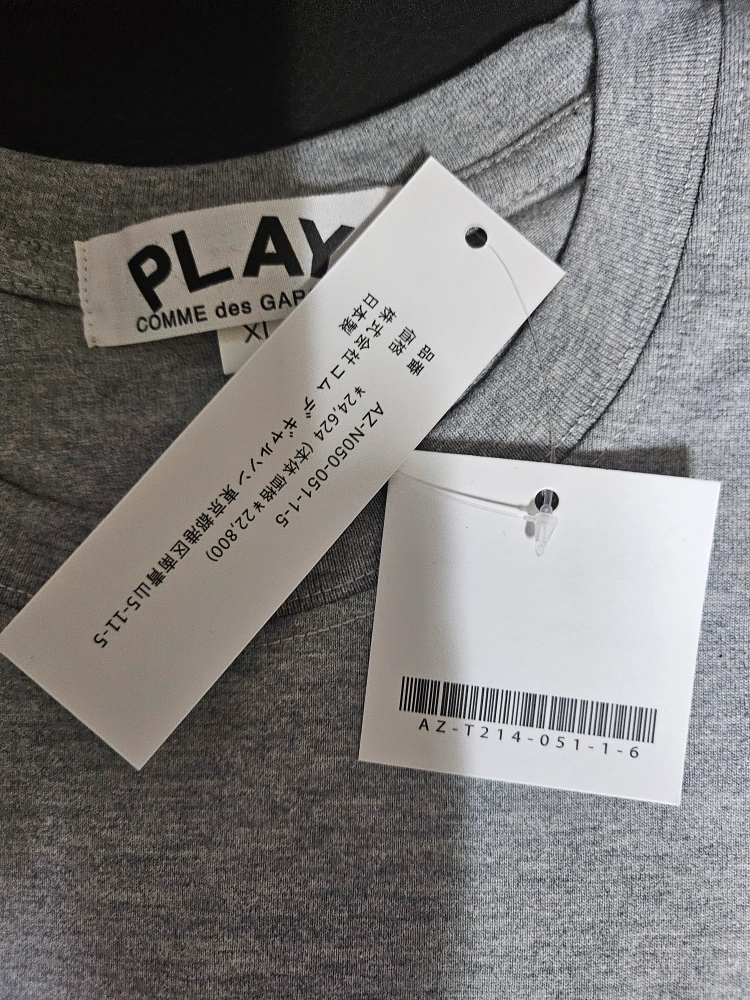 PLAY
COMME des GAR
XL
品番 AZ-N050-051-1-5
価格 ¥24,624 (本体価格¥22,800)
株式会社コム デ ギャルソン 東京都港区南青山5-11-5
日本製
AZ-T214-051-1-6